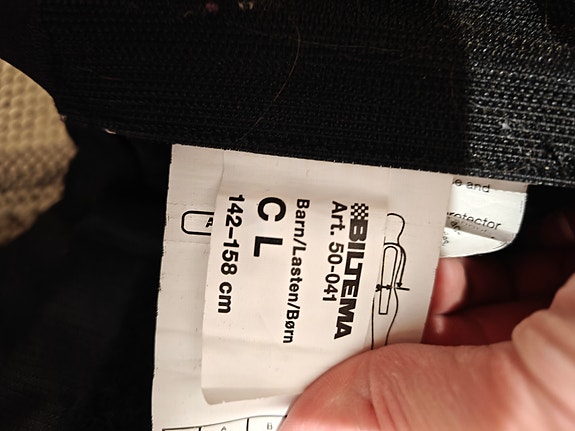 BILTEMA
Art. 50-041
Barn/Lasten/Børn
C L
142–158 cm
e and
rotector
A
A
B